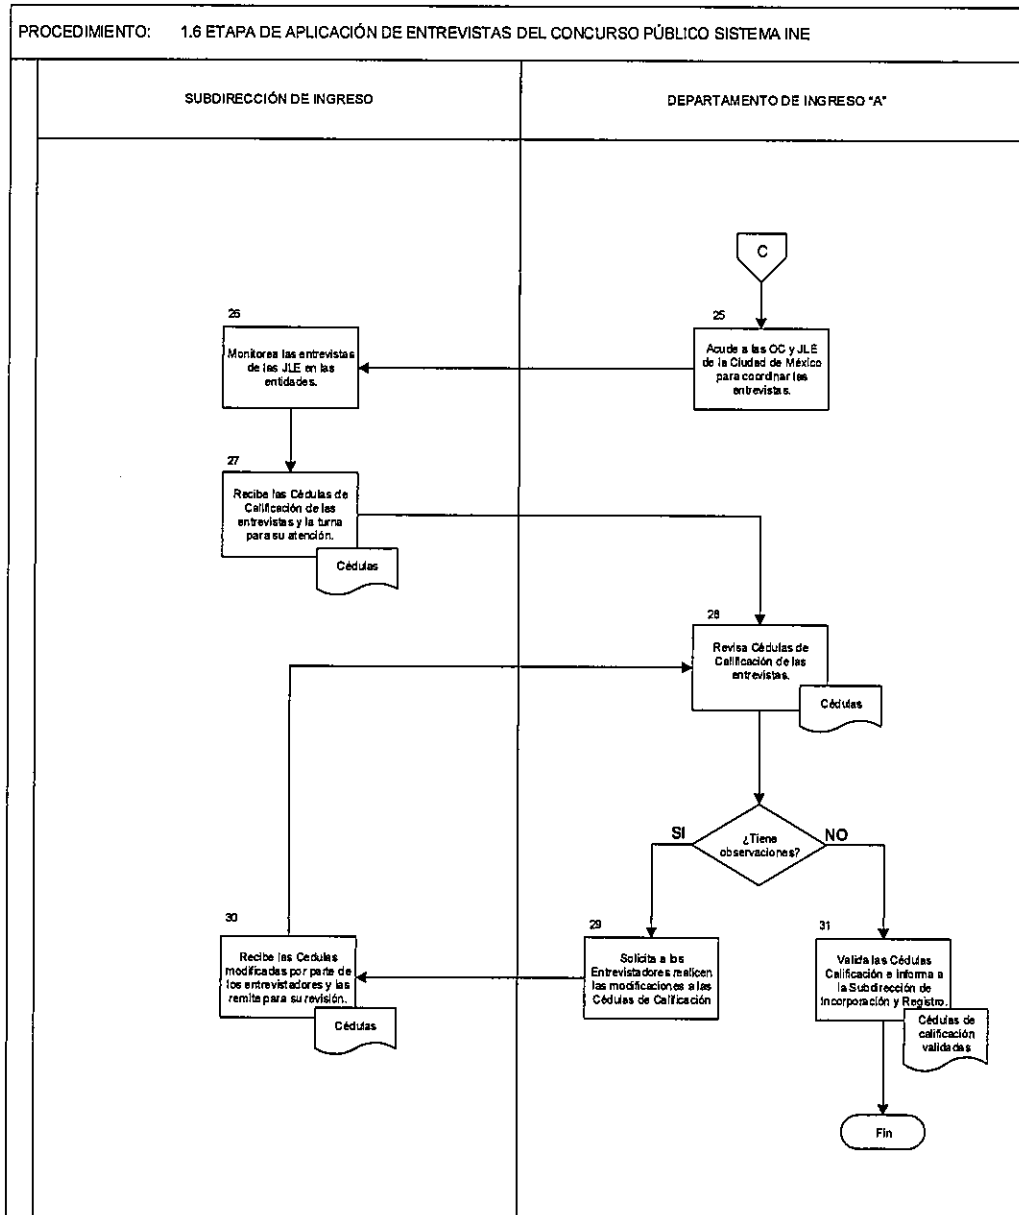 PROCEDIMIENTO: 1.6 ETAPA DE APLICACIÓN DE ENTREVISTAS DEL CONCURSO PÚBLICO SISTEMA INE
SUBDIRECCIÓN DE INGRESO
DEPARTAMENTO DE INGRESO "A"
C
25
Acude a las OC y JLE
de la Ciudad de México
para coordinar las
entrevistas.
26
Monitorea las entrevistas
de las JLE en las
entidades.
27
Recibe las Cédulas de
Calificación de las
entrevistas y la turna
para su atención.
Cédulas
28
Revisa Cédulas de
Calificación de las
entrevistas.
Cédulas
¿Tiene
observaciones?
SI
NO
29
Solicita a los
Entrevistadores realicen
las modificaciones a las
Cédulas de Calificación
30
Recibe las Cedulas
modificadas por parte de
los entrevistadores y las
remite para su revisión.
Cédulas
31
Valida las Cédulas
Calificación e informa a
la Subdirección de
Incorporación y Registro.
Cédulas de
calificación
validadas
Fin